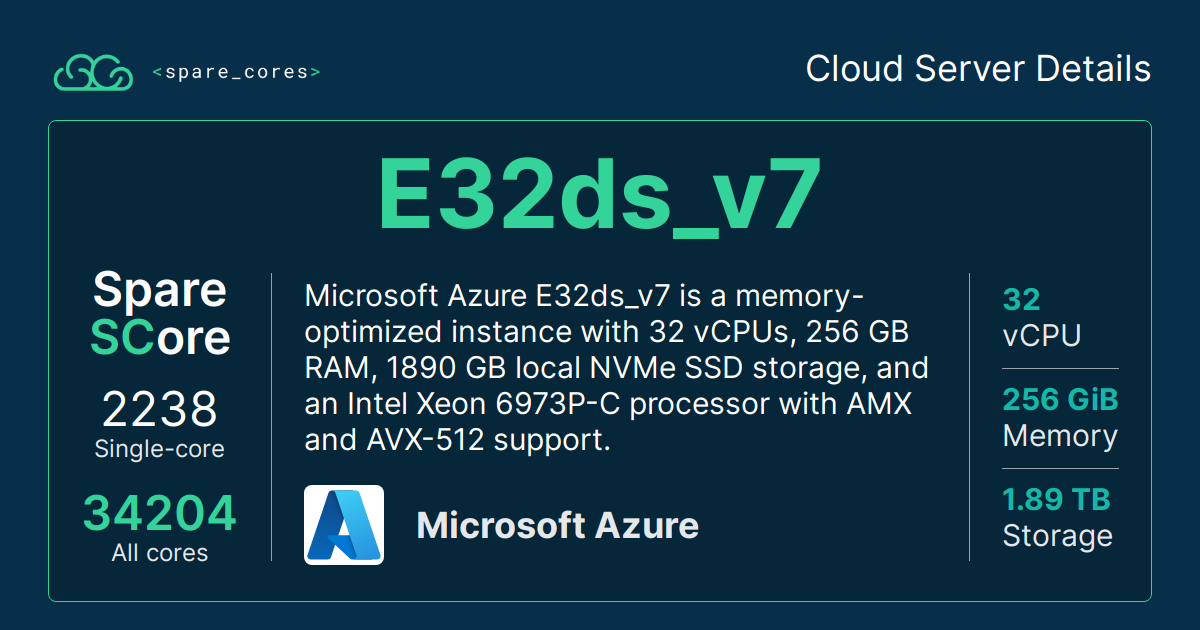 <spare_cores>
Cloud Server Details
E32ds_v7
Spare
SCore
2238
Single-core
34204
All cores
Microsoft Azure E32ds_v7 is a memory-
optimized instance with 32 vCPUs, 256 GB
RAM, 1890 GB local NVMe SSD storage, and
an Intel Xeon 6973P-C processor with AMX
and AVX-512 support.
Microsoft Azure
32
vCPU
256 GiB
Memory
1.89 TB
Storage